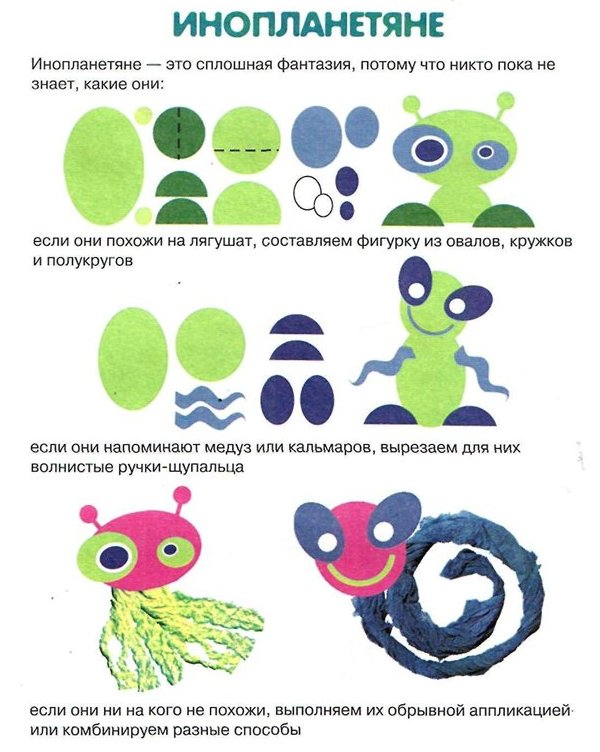 ИНОПЛАНЕТЯНЕ
Инопланетяне — это сплошная фантазия, потому что никто пока не
знает, какие они:
если они похожи на лягушат, составляем фигурку из овалов, кружков
и полукругов
если они напоминают медуз или кальмаров, вырезаем для них
волнистые ручки-щупальца
если они ни на кого не похожи, выполняем их обрывной аппликацией
или комбинируем разные способы